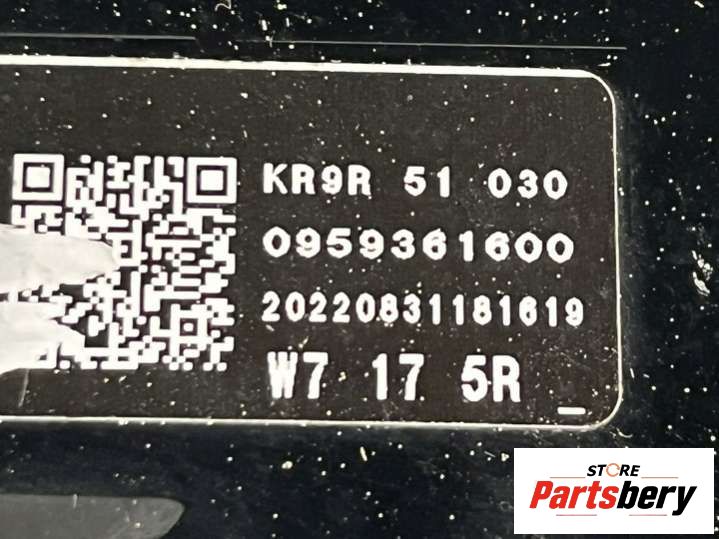 KR9R 51 030
0959361600
20220831181619
W7 17 5R _
STORE
Partsbery